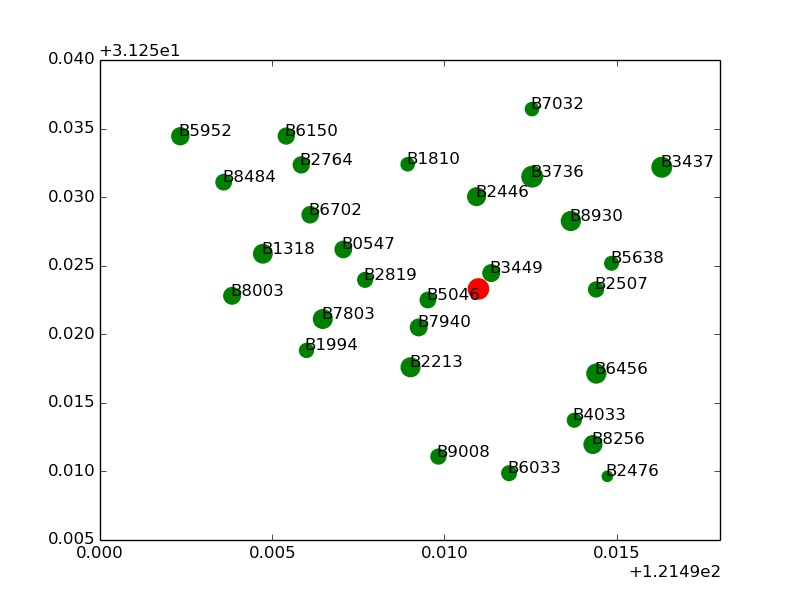 +3.125e1
0.040
B7032
0.035
B5952
B6150
B2764
B1810
B3437
B8484
B3736
0.030
B2446
B6702
B8930
B1318
B0547
B5638
0.025
B2819
B3449
B8003
B5046
B2507
B7803
B7940
0.020
B1994
B2213
B6456
0.015
B4033
B8256
B9008
B6033
B2476
0.010
0.005
0.000 0.005 0.010 0.015
+1.2149e2